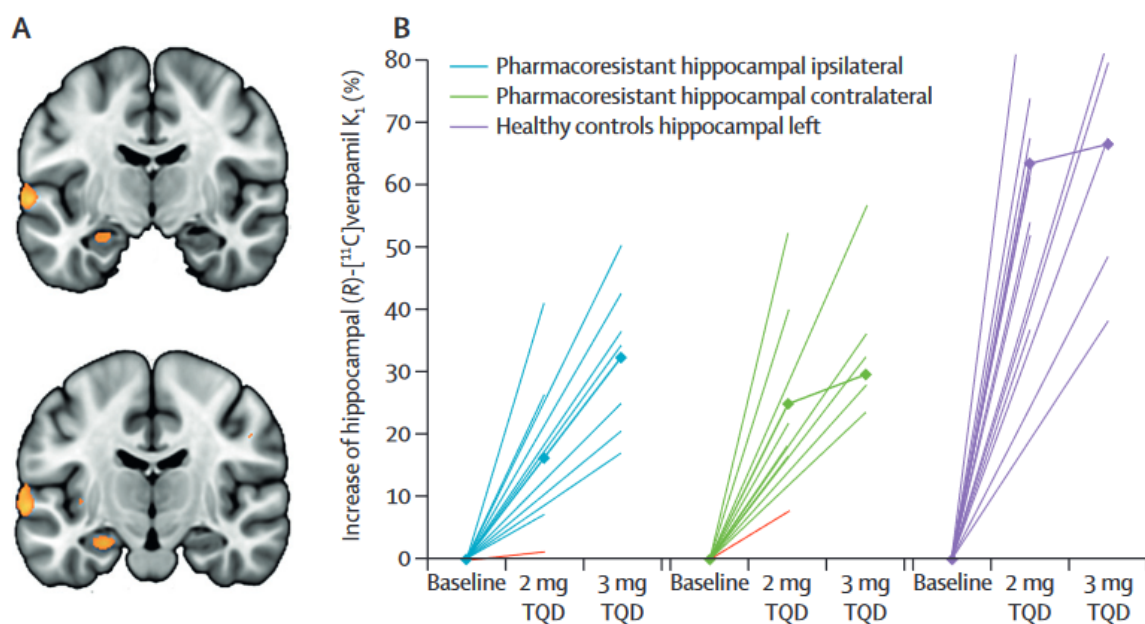 A
B
Increase of hippocampal (R)-[¹¹C]verapamil K₁ (%)
80
70
60
50
40
30
20
10
0
Pharmacoresistant hippocampal ipsilateral
Pharmacoresistant hippocampal contralateral
Healthy controls hippocampal left
Baseline 2 mg 3 mg Baseline 2 mg 3 mg Baseline 2 mg 3 mg
TQD TQD TQD TQD TQD TQD